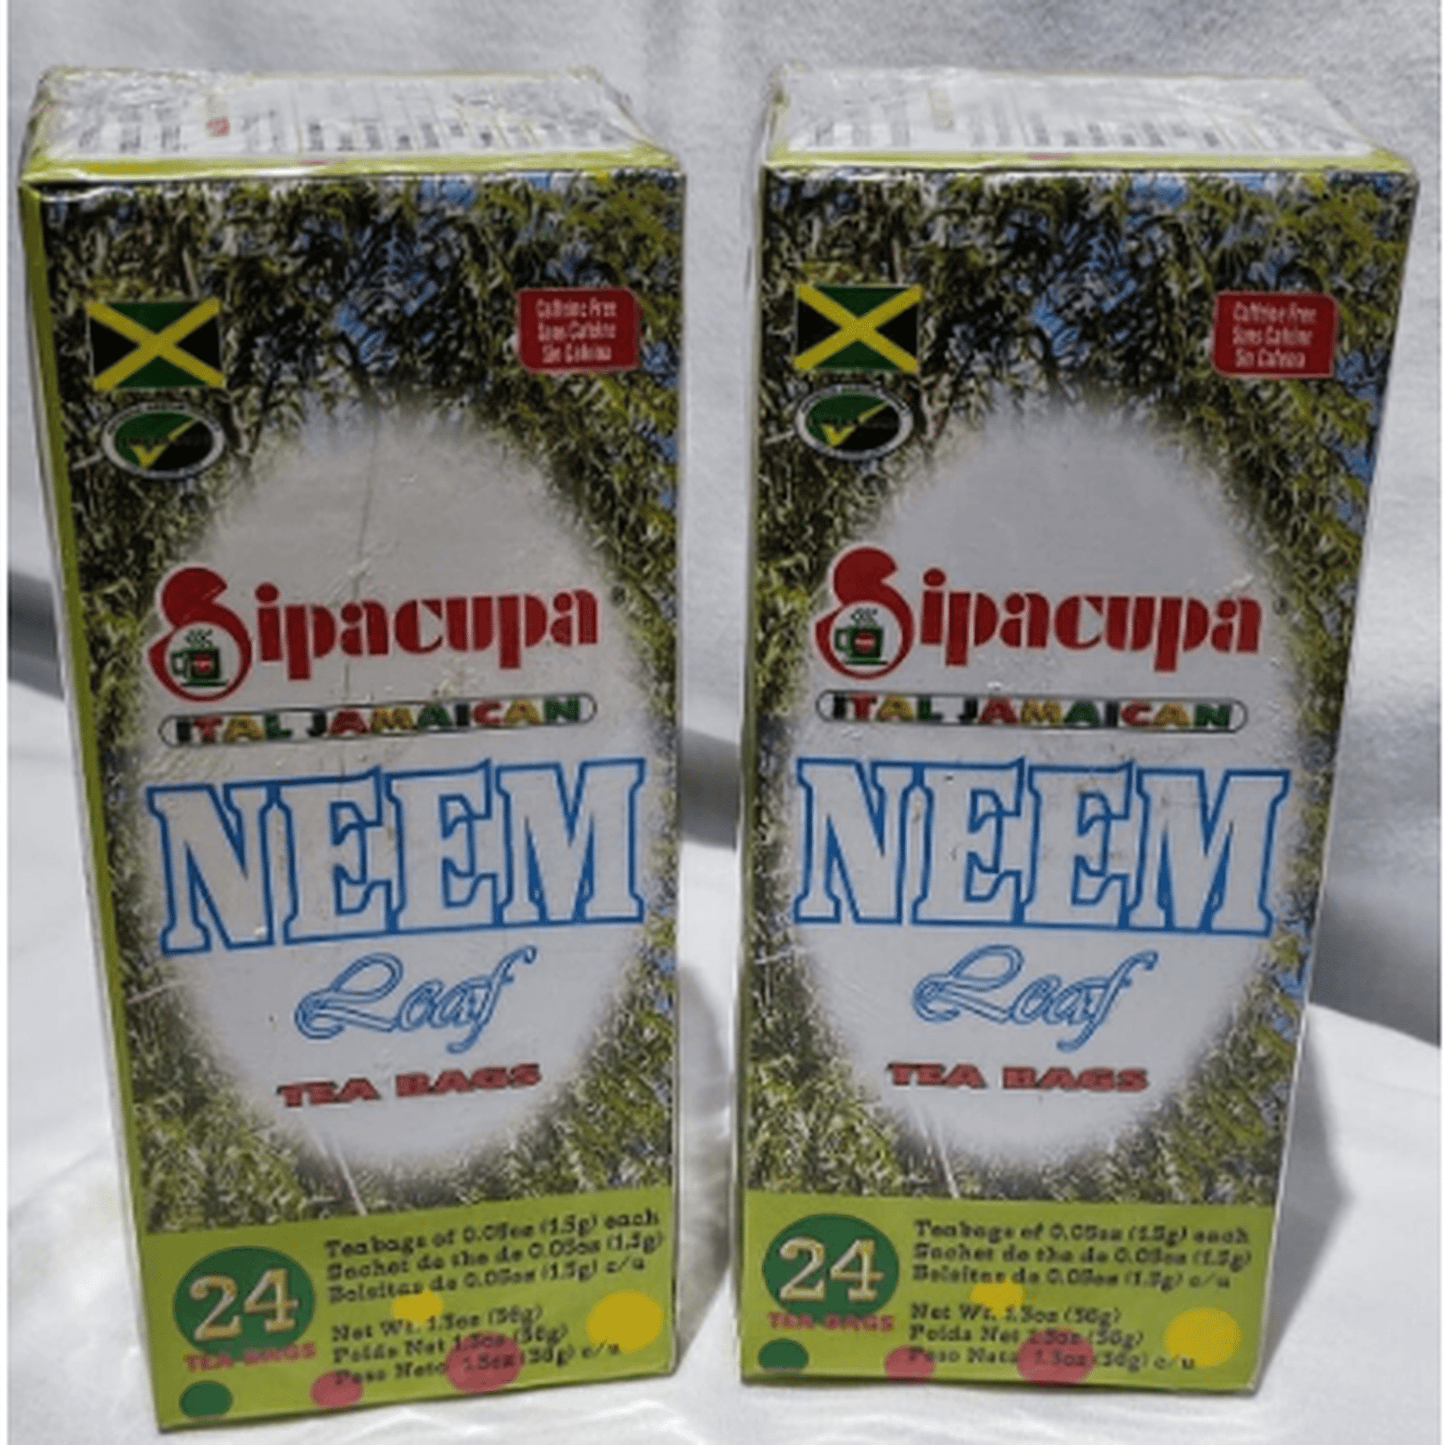 Caffeine Free
Sans Caféine
Sin Cafeina
Sipacupa®
ITAL JAMAICAN
NEEM
Leaf
TEA BAGS
24
TEA BAGS
Teabags of 0.05oz (1.5g) each
Sachet de the de 0.05oz (1.5g)
Bolsitas de 0.05oz (1.5g) c/u
Net Wt. 1.3oz (36g)
Poids Net 1.3oz (36g)
Peso Neto 1.3oz (36g) c/u
Caffeine Free
Sans Caféine
Sin Cafeina
Sipacupa®
ITAL JAMAICAN
NEEM
Leaf
TEA BAGS
24
TEA BAGS
Teabags of 0.05oz (1.5g) each
Sachet de the de 0.05oz (1.5g)
Bolsitas de 0.05oz (1.5g) c/u
Net Wt. 1.3oz (36g)
Poids Net 1.3oz (36g)
Peso Neto 1.3oz (36g) c/u